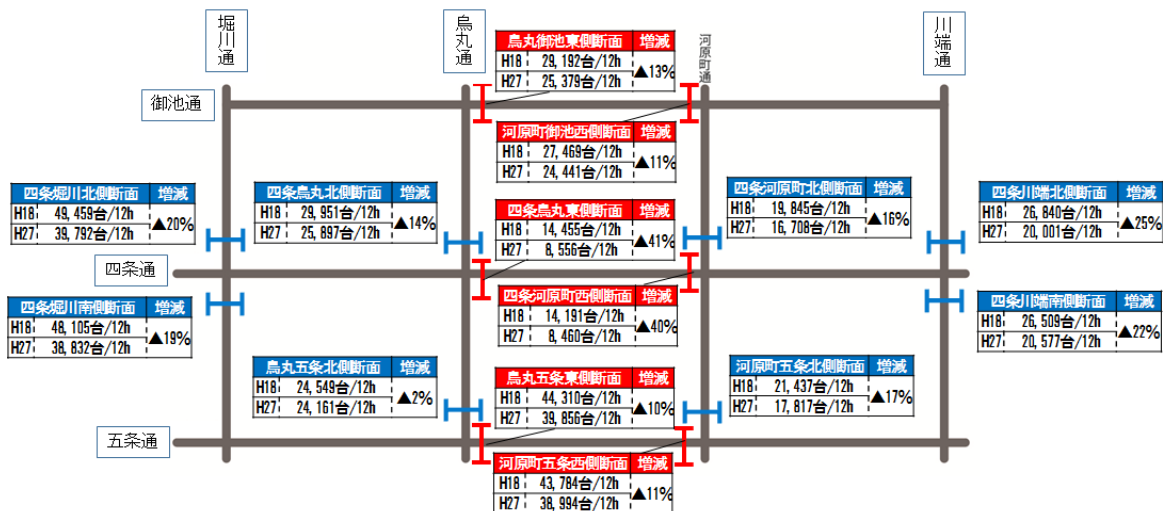 堀川通
烏丸通
河原町通
川端通
御池通
烏丸御池東側断面 増減
H18 29,192台/12h
▲13%
H27 25,379台/12h
河原町御池西側断面 増減
H18 27,469台/12h
▲11%
H27 24,441台/12h
四条堀川北側断面 増減
H18 49,459台/12h
▲20%
H27 39,792台/12h
四条烏丸北側断面 増減
H18 29,951台/12h
▲14%
H27 25,897台/12h
四条烏丸東側断面 増減
H18 14,455台/12h
▲41%
H27 8,556台/12h
四条河原町北側断面 増減
H18 19,845台/12h
▲16%
H27 16,708台/12h
四条川端北側断面 増減
H18 26,840台/12h
▲25%
H27 20,001台/12h
四条通
四条堀川南側断面 増減
H18 48,105台/12h
▲19%
H27 38,832台/12h
四条河原町西側断面 増減
H18 14,191台/12h
▲40%
H27 8,460台/12h
四条川端南側断面 増減
H18 26,509台/12h
▲22%
H27 20,577台/12h
烏丸五条北側断面 増減
H18 24,549台/12h
▲2%
H27 24,161台/12h
烏丸五条東側断面 増減
H18 44,310台/12h
▲10%
H27 39,856台/12h
河原町五条北側断面 増減
H18 21,437台/12h
▲17%
H27 17,817台/12h
五条通
河原町五条西側断面 増減
H18 43,784台/12h
▲11%
H27 38,994台/12h